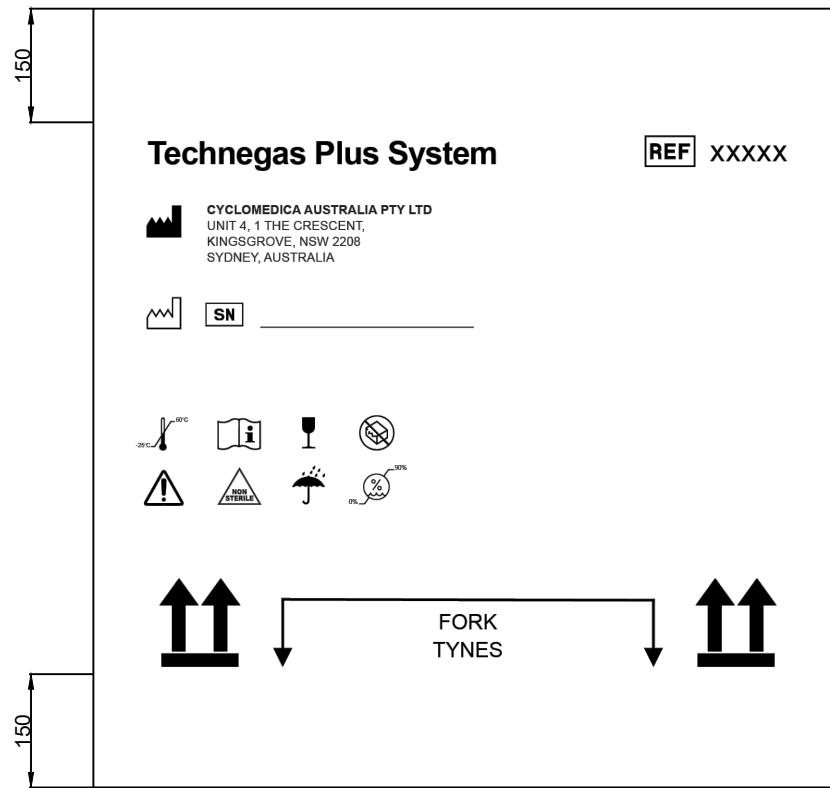 150
Technegas Plus System
REF XXXXX
CYCLOMEDICA AUSTRALIA PTY LTD
UNIT 4, 1 THE CRESCENT,
KINGSGROVE, NSW 2208
SYDNEY, AUSTRALIA
SN
60°C
-25°C
i
NON
STERILE
%
90%
0%
FORK
TYNES
150